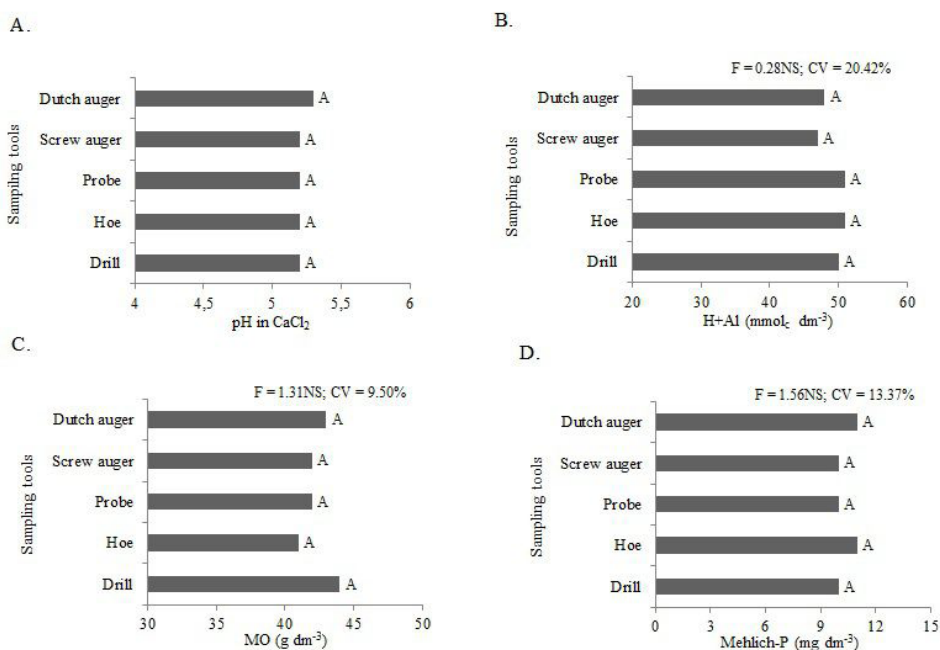 A.
Sampling tools
Dutch auger A
Screw auger A
Probe A
Hoe A
Drill A
4 4,5 5 5,5 6
pH in CaCl₂
B.
F = 0.28NS; CV = 20.42%
Sampling tools
Dutch auger A
Screw auger A
Probe A
Hoe A
Drill A
20 30 40 50 60
H+Al (mmol꜀ dm⁻³)
C.
F = 1.31NS; CV = 9.50%
Sampling tools
Dutch auger A
Screw auger A
Probe A
Hoe A
Drill A
30 35 40 45 50
MO (g dm⁻³)
D.
F = 1.56NS; CV = 13.37%
Sampling tools
Dutch auger A
Screw auger A
Probe A
Hoe A
Drill A
0 3 6 9 12 15
Mehlich-P (mg dm⁻³)